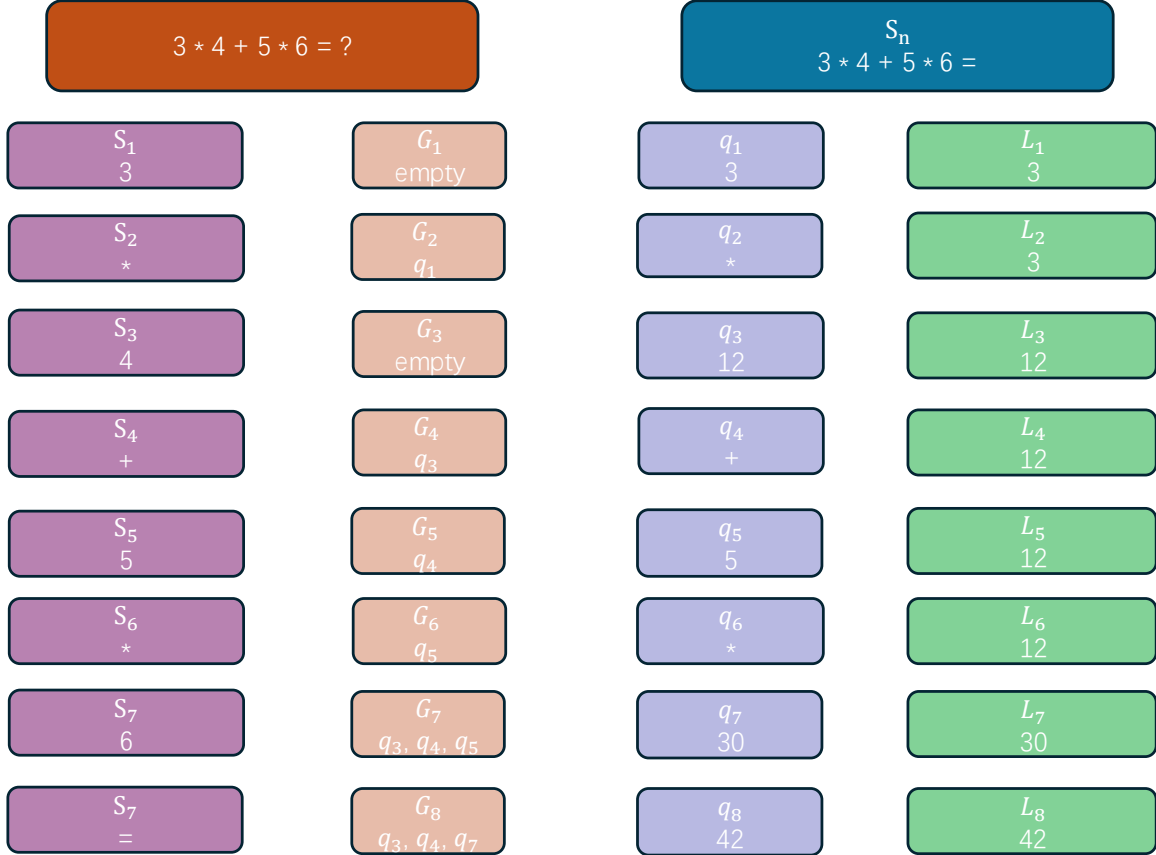 3 * 4 + 5 * 6 = ?
Sₙ
3 * 4 + 5 * 6 =
S₁
3
G₁
empty
q₁
3
L₁
3
S₂
*
G₂
q₁
q₂
*
L₂
3
S₃
4
G₃
empty
q₃
12
L₃
12
S₄
+
G₄
q₃
q₄
+
L₄
12
S₅
5
G₅
q₄
q₅
5
L₅
12
S₆
*
G₆
q₅
q₆
*
L₆
12
S₇
6
G₇
q₃, q₄, q₅
q₇
30
L₇
30
S₇
=
G₈
q₃, q₄, q₇
q₈
42
L₈
42